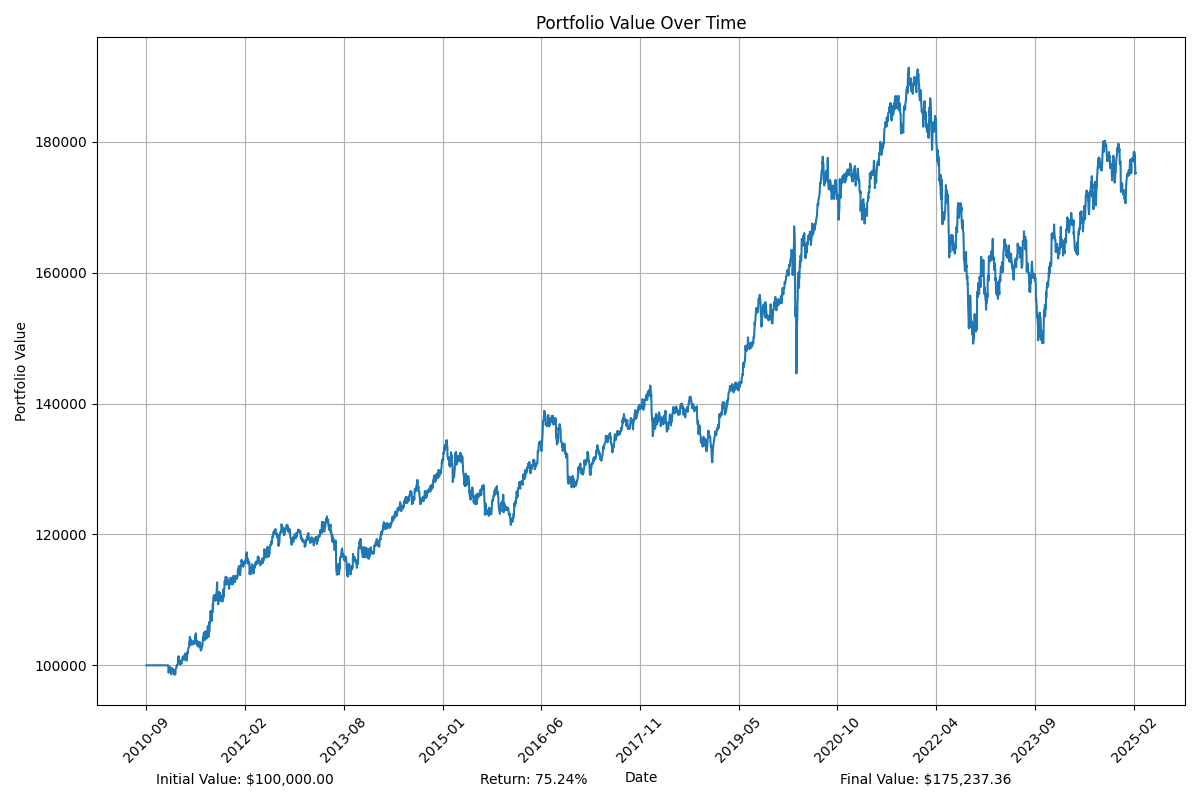 Portfolio Value Over Time
Portfolio Value
180000
160000
140000
120000
100000
2010-09
2012-02
2013-08
2015-01
2016-06
2017-11
2019-05
2020-10
2022-04
2023-09
2025-02
Date
Initial Value: $100,000.00
Return: 75.24%
Final Value: $175,237.36